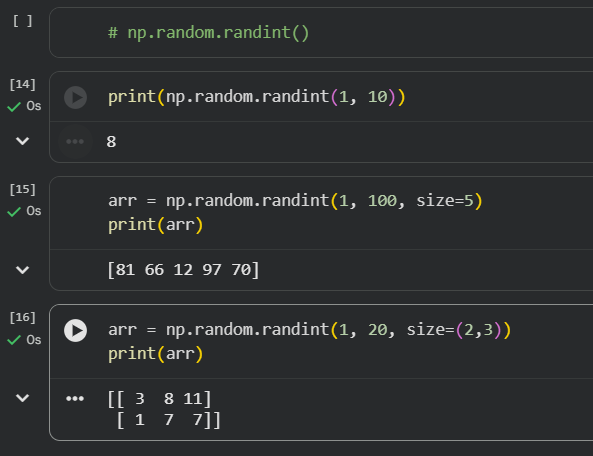 [ ]
# np.random.randint()
[14]
0s
print(np.random.randint(1, 10))
8
[15]
0s
arr = np.random.randint(1, 100, size=5)
print(arr)
[81 66 12 97 70]
[16]
0s
arr = np.random.randint(1, 20, size=(2,3))
print(arr)
[[ 3  8 11]
 [ 1  7  7]]